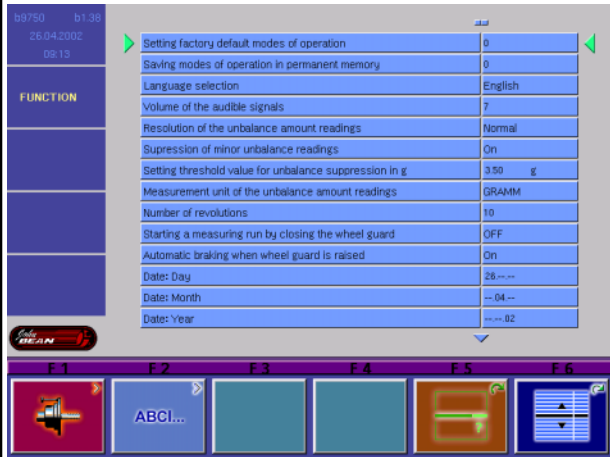 b9750 b1.38
26.04.2002
09:13
FUNCTION
Setting factory default modes of operation 0
Saving modes of operation in permanent memory 0
Language selection English
Volume of the audible signals 7
Resolution of the unbalance amount readings Normal
Supression of minor unbalance readings On
Setting threshold value for unbalance suppression in g 3.50 g
Measurement unit of the unbalance amount readings GRAMM
Number of revolutions 10
Starting a measuring run by closing the wheel guard OFF
Automatic braking when wheel guard is raised On
Date: Day 26.--.--
Date: Month --.04.--
Date: Year --.--.02
John
BEAN
F 1 F 2 F 3 F 4 F 5 F 6
ABCI...
?